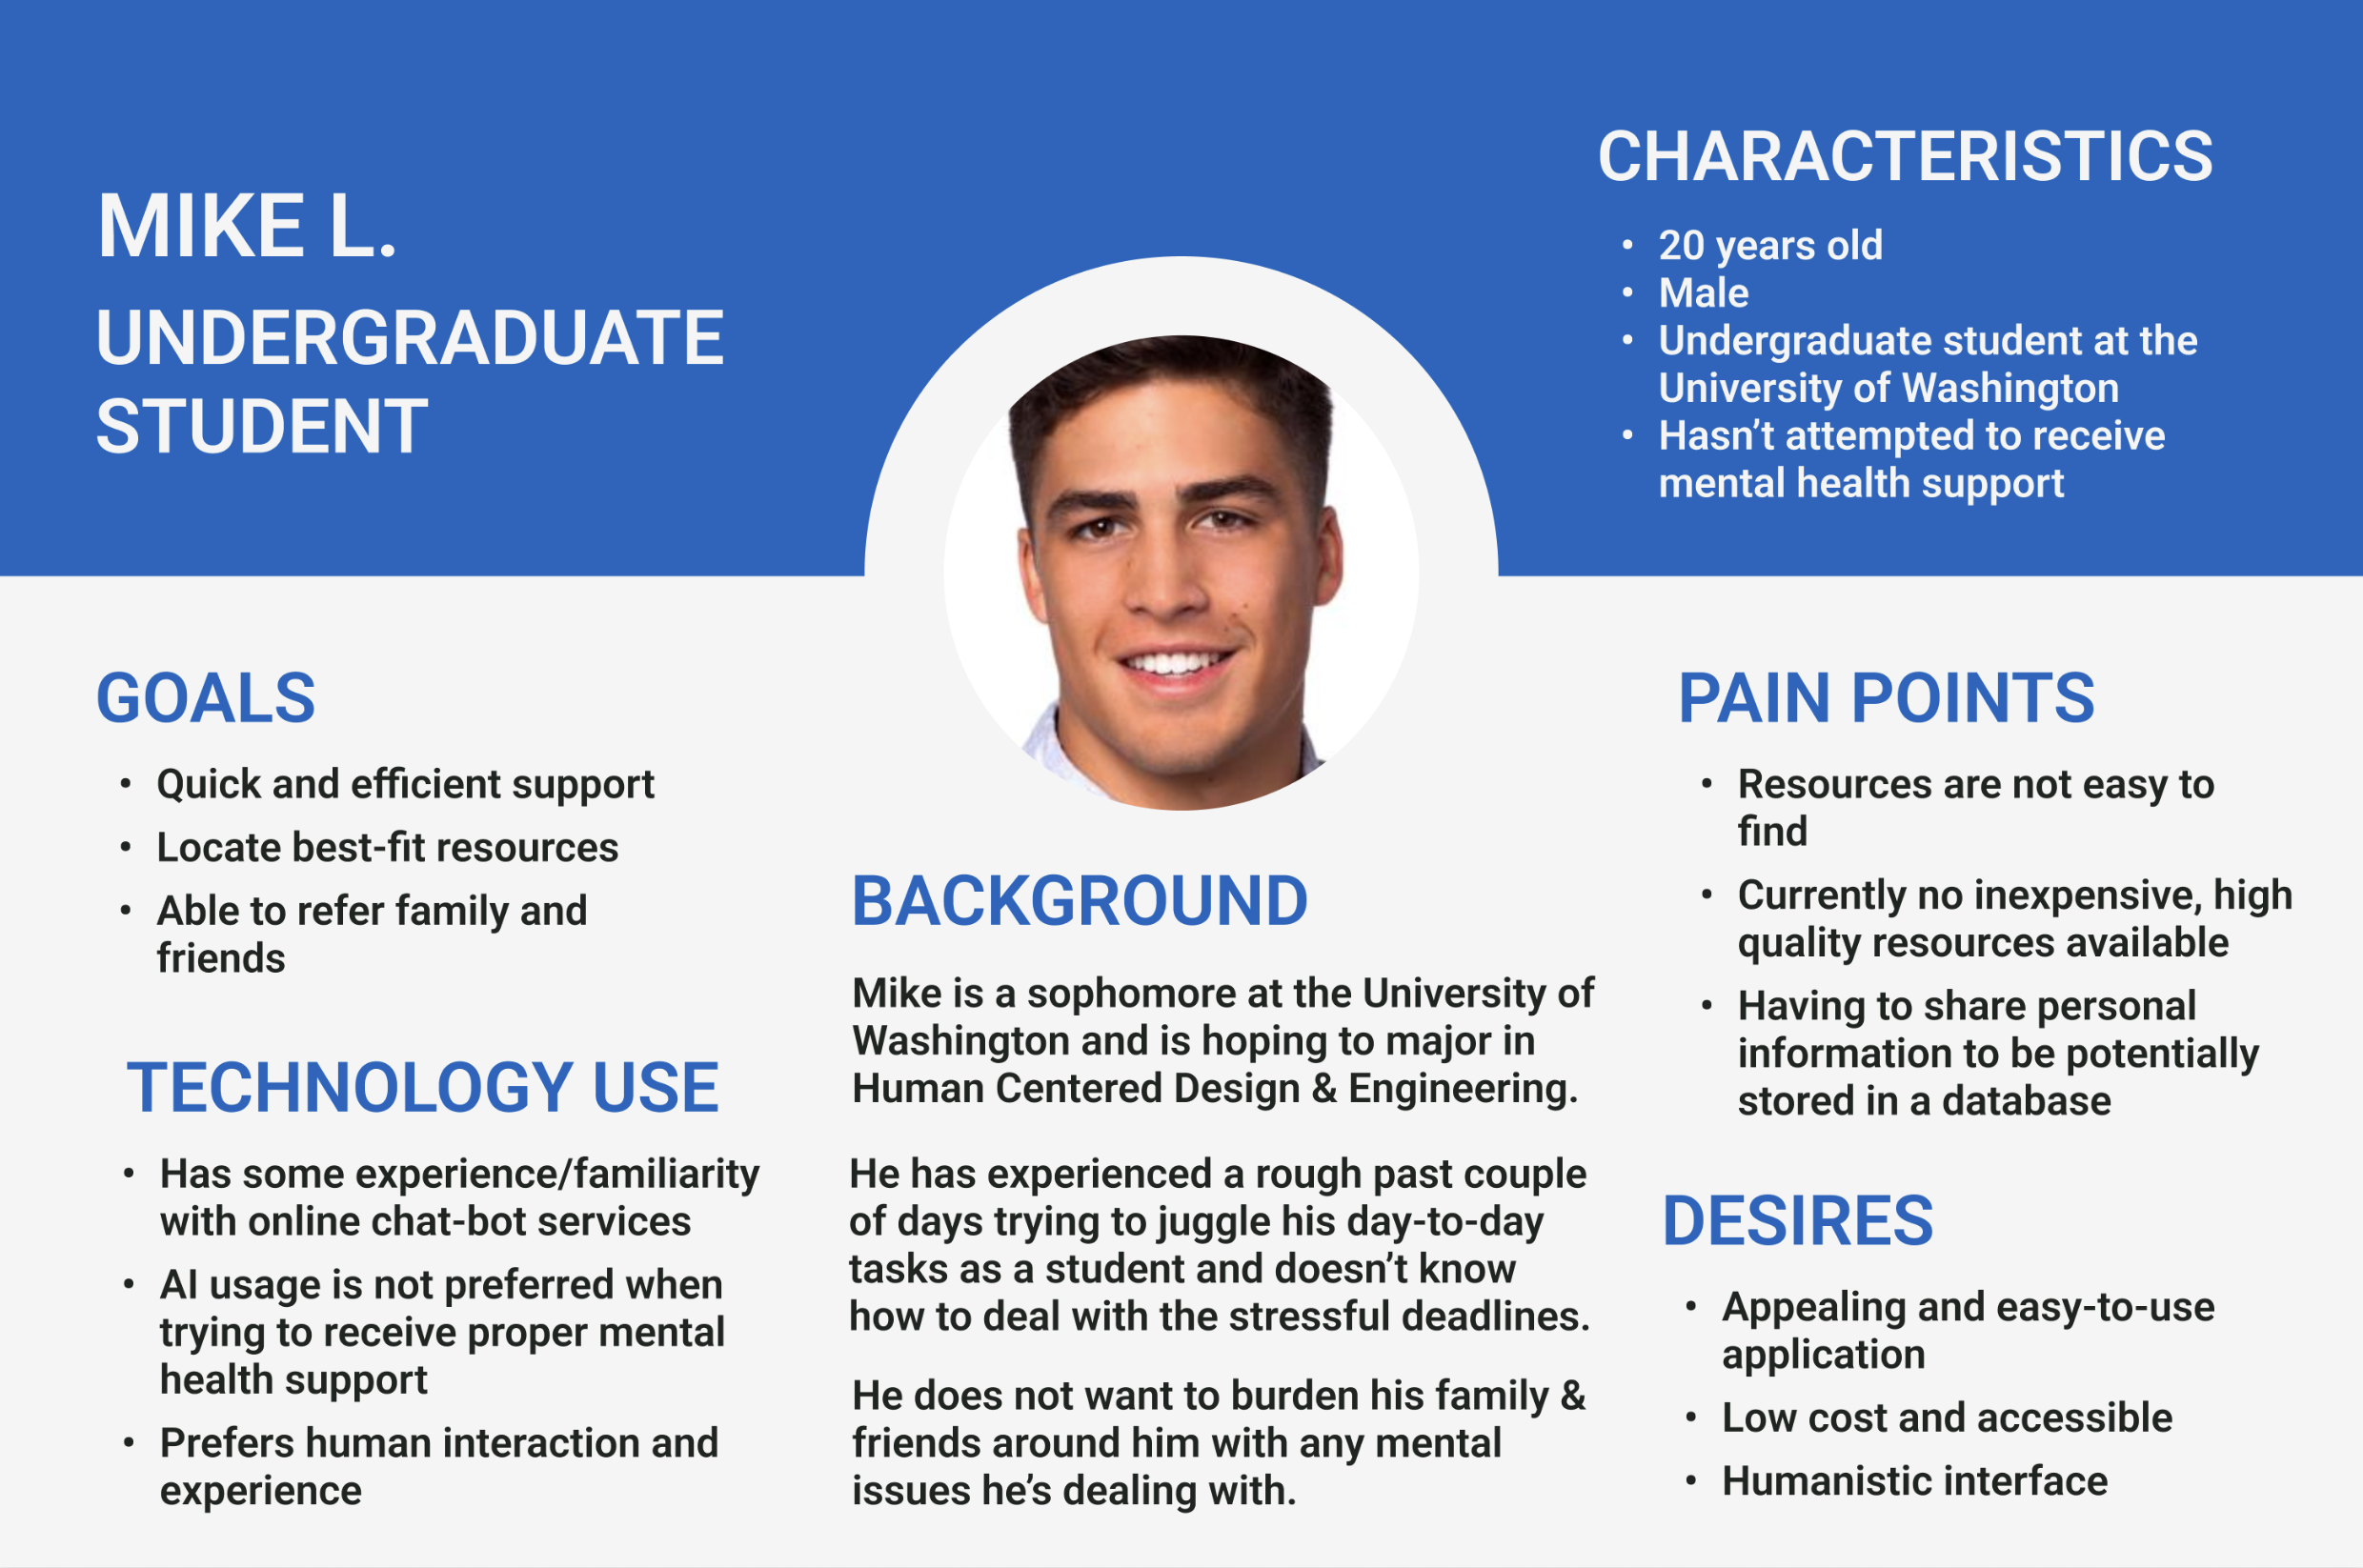 MIKE L.
UNDERGRADUATE
STUDENT
CHARACTERISTICS
• 20 years old
• Male
• Undergraduate student at the
University of Washington
• Hasn’t attempted to receive
mental health support
GOALS
• Quick and efficient support
• Locate best-fit resources
• Able to refer family and
friends
TECHNOLOGY USE
• Has some experience/familiarity
with online chat-bot services
• AI usage is not preferred when
trying to receive proper mental
health support
• Prefers human interaction and
experience
BACKGROUND
Mike is a sophomore at the University of
Washington and is hoping to major in
Human Centered Design & Engineering.
He has experienced a rough past couple
of days trying to juggle his day-to-day
tasks as a student and doesn’t know
how to deal with the stressful deadlines.
He does not want to burden his family &
friends around him with any mental
issues he’s dealing with.
PAIN POINTS
• Resources are not easy to
find
• Currently no inexpensive, high
quality resources available
• Having to share personal
information to be potentially
stored in a database
DESIRES
• Appealing and easy-to-use
application
• Low cost and accessible
• Humanistic interface